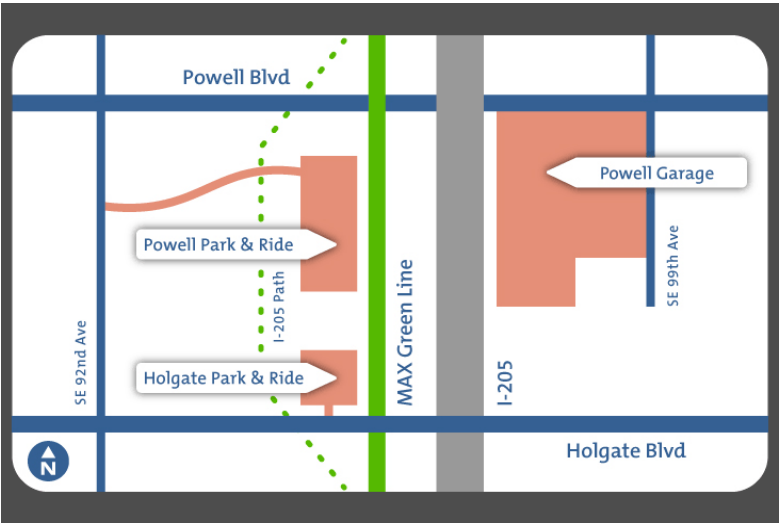 Powell Blvd
Powell Garage
Powell Park & Ride
SE 99th Ave
I-205 Path
MAX Green Line
SE 92nd Ave
Holgate Park & Ride
I-205
Holgate Blvd
N